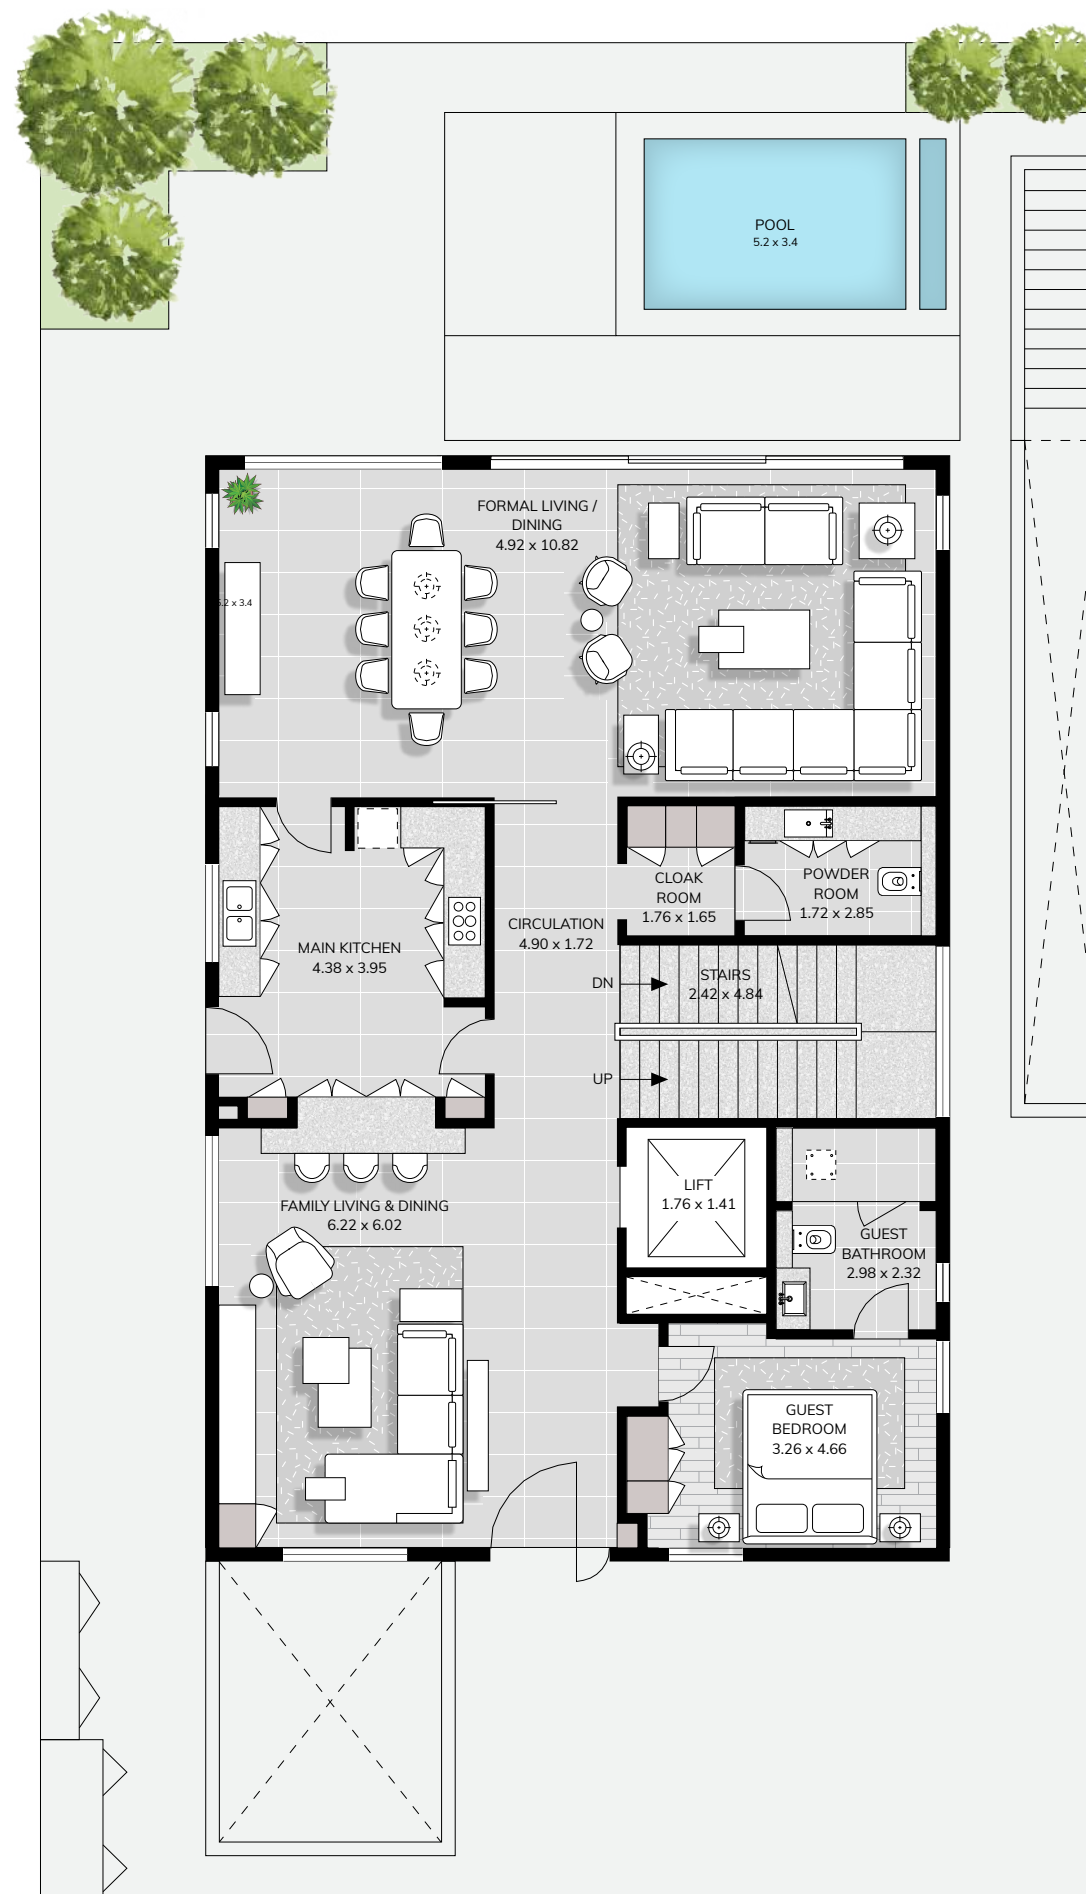 POOL
5.2 x 3.4
FORMAL LIVING /
DINING
4.92 x 10.82
5.2 x 3.4
CLOAK
ROOM
1.76 x 1.65
POWDER
ROOM
1.72 x 2.85
CIRCULATION
4.90 x 1.72
MAIN KITCHEN
4.38 x 3.95
STAIRS
2.42 x 4.84
DN
UP
LIFT
1.76 x 1.41
FAMILY LIVING & DINING
6.22 x 6.02
GUEST
BATHROOM
2.98 x 2.32
GUEST
BEDROOM
3.26 x 4.66